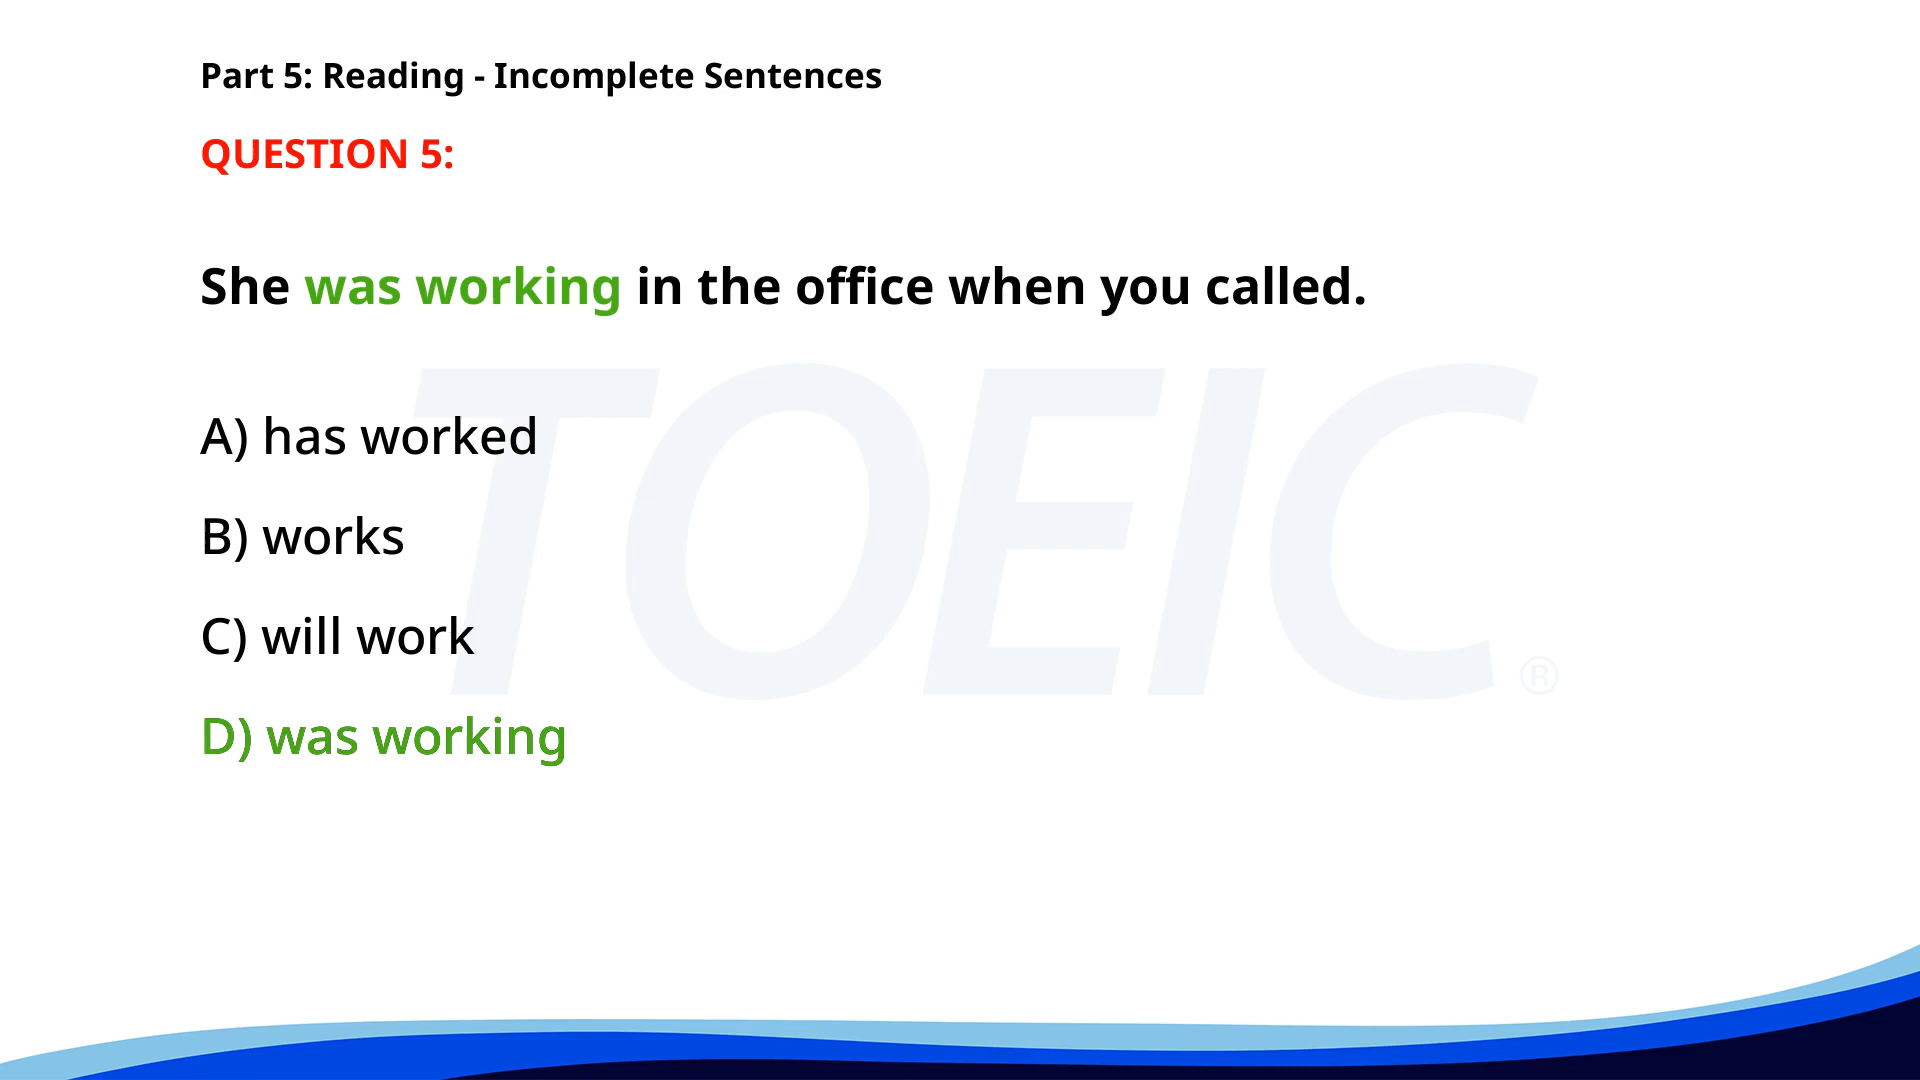 Part 5: Reading - Incomplete Sentences
QUESTION 5:
She was working in the office when you called.
TOEIC®
A) has worked
B) works
C) will work
D) was working